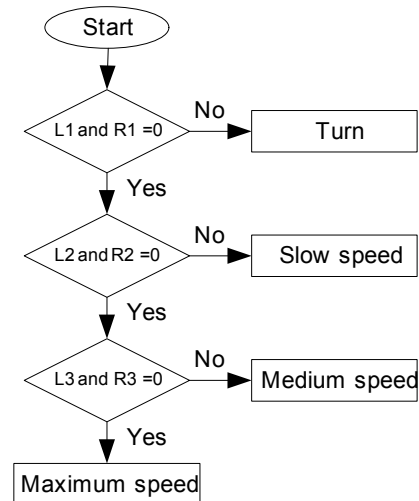 Start
L1 and R1 =0
No
Turn
Yes
L2 and R2 =0
No
Slow speed
Yes
L3 and R3 =0
No
Medium speed
Yes
Maximum speed